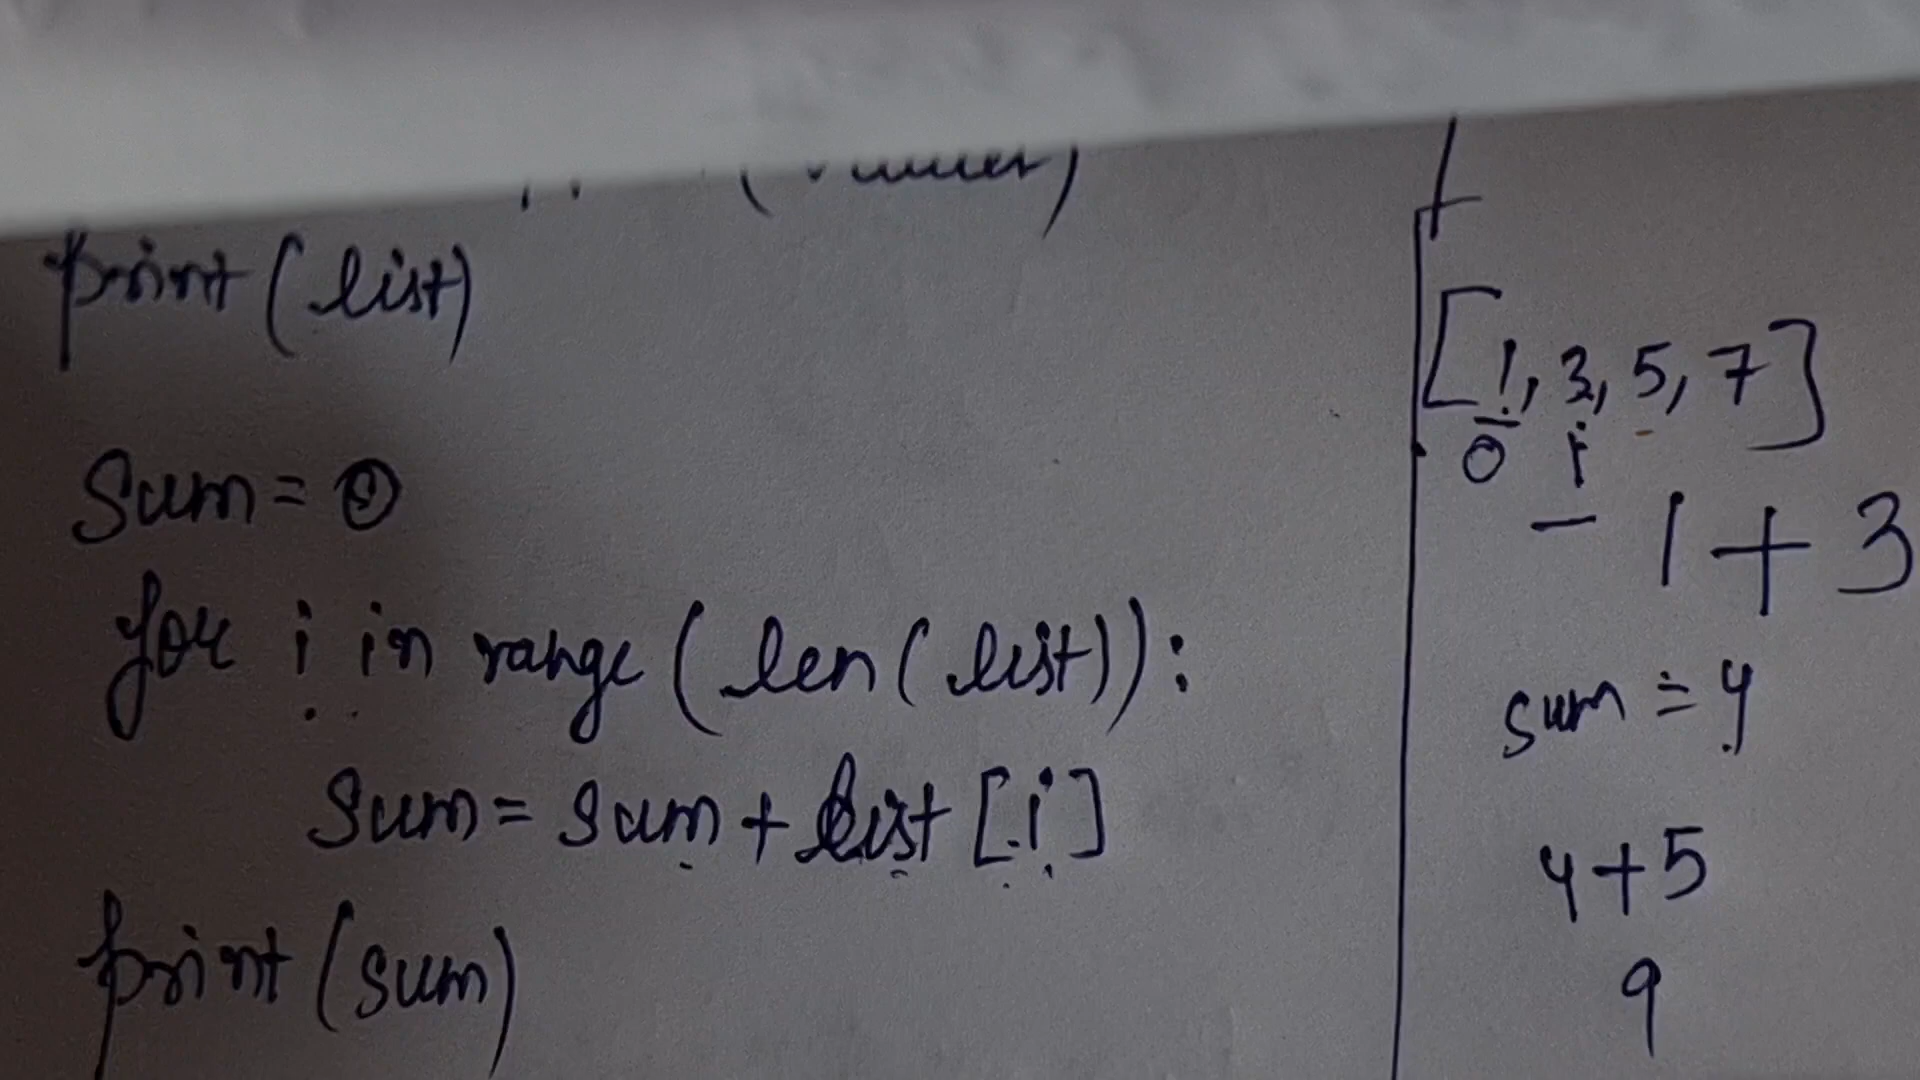 print(list)
Sum = 0
for i in range(len(list)):
sum = sum + list[i]
print(sum)
[1, 3, 5, 7]
0 1
1 + 3
sum = 4
4+5
9